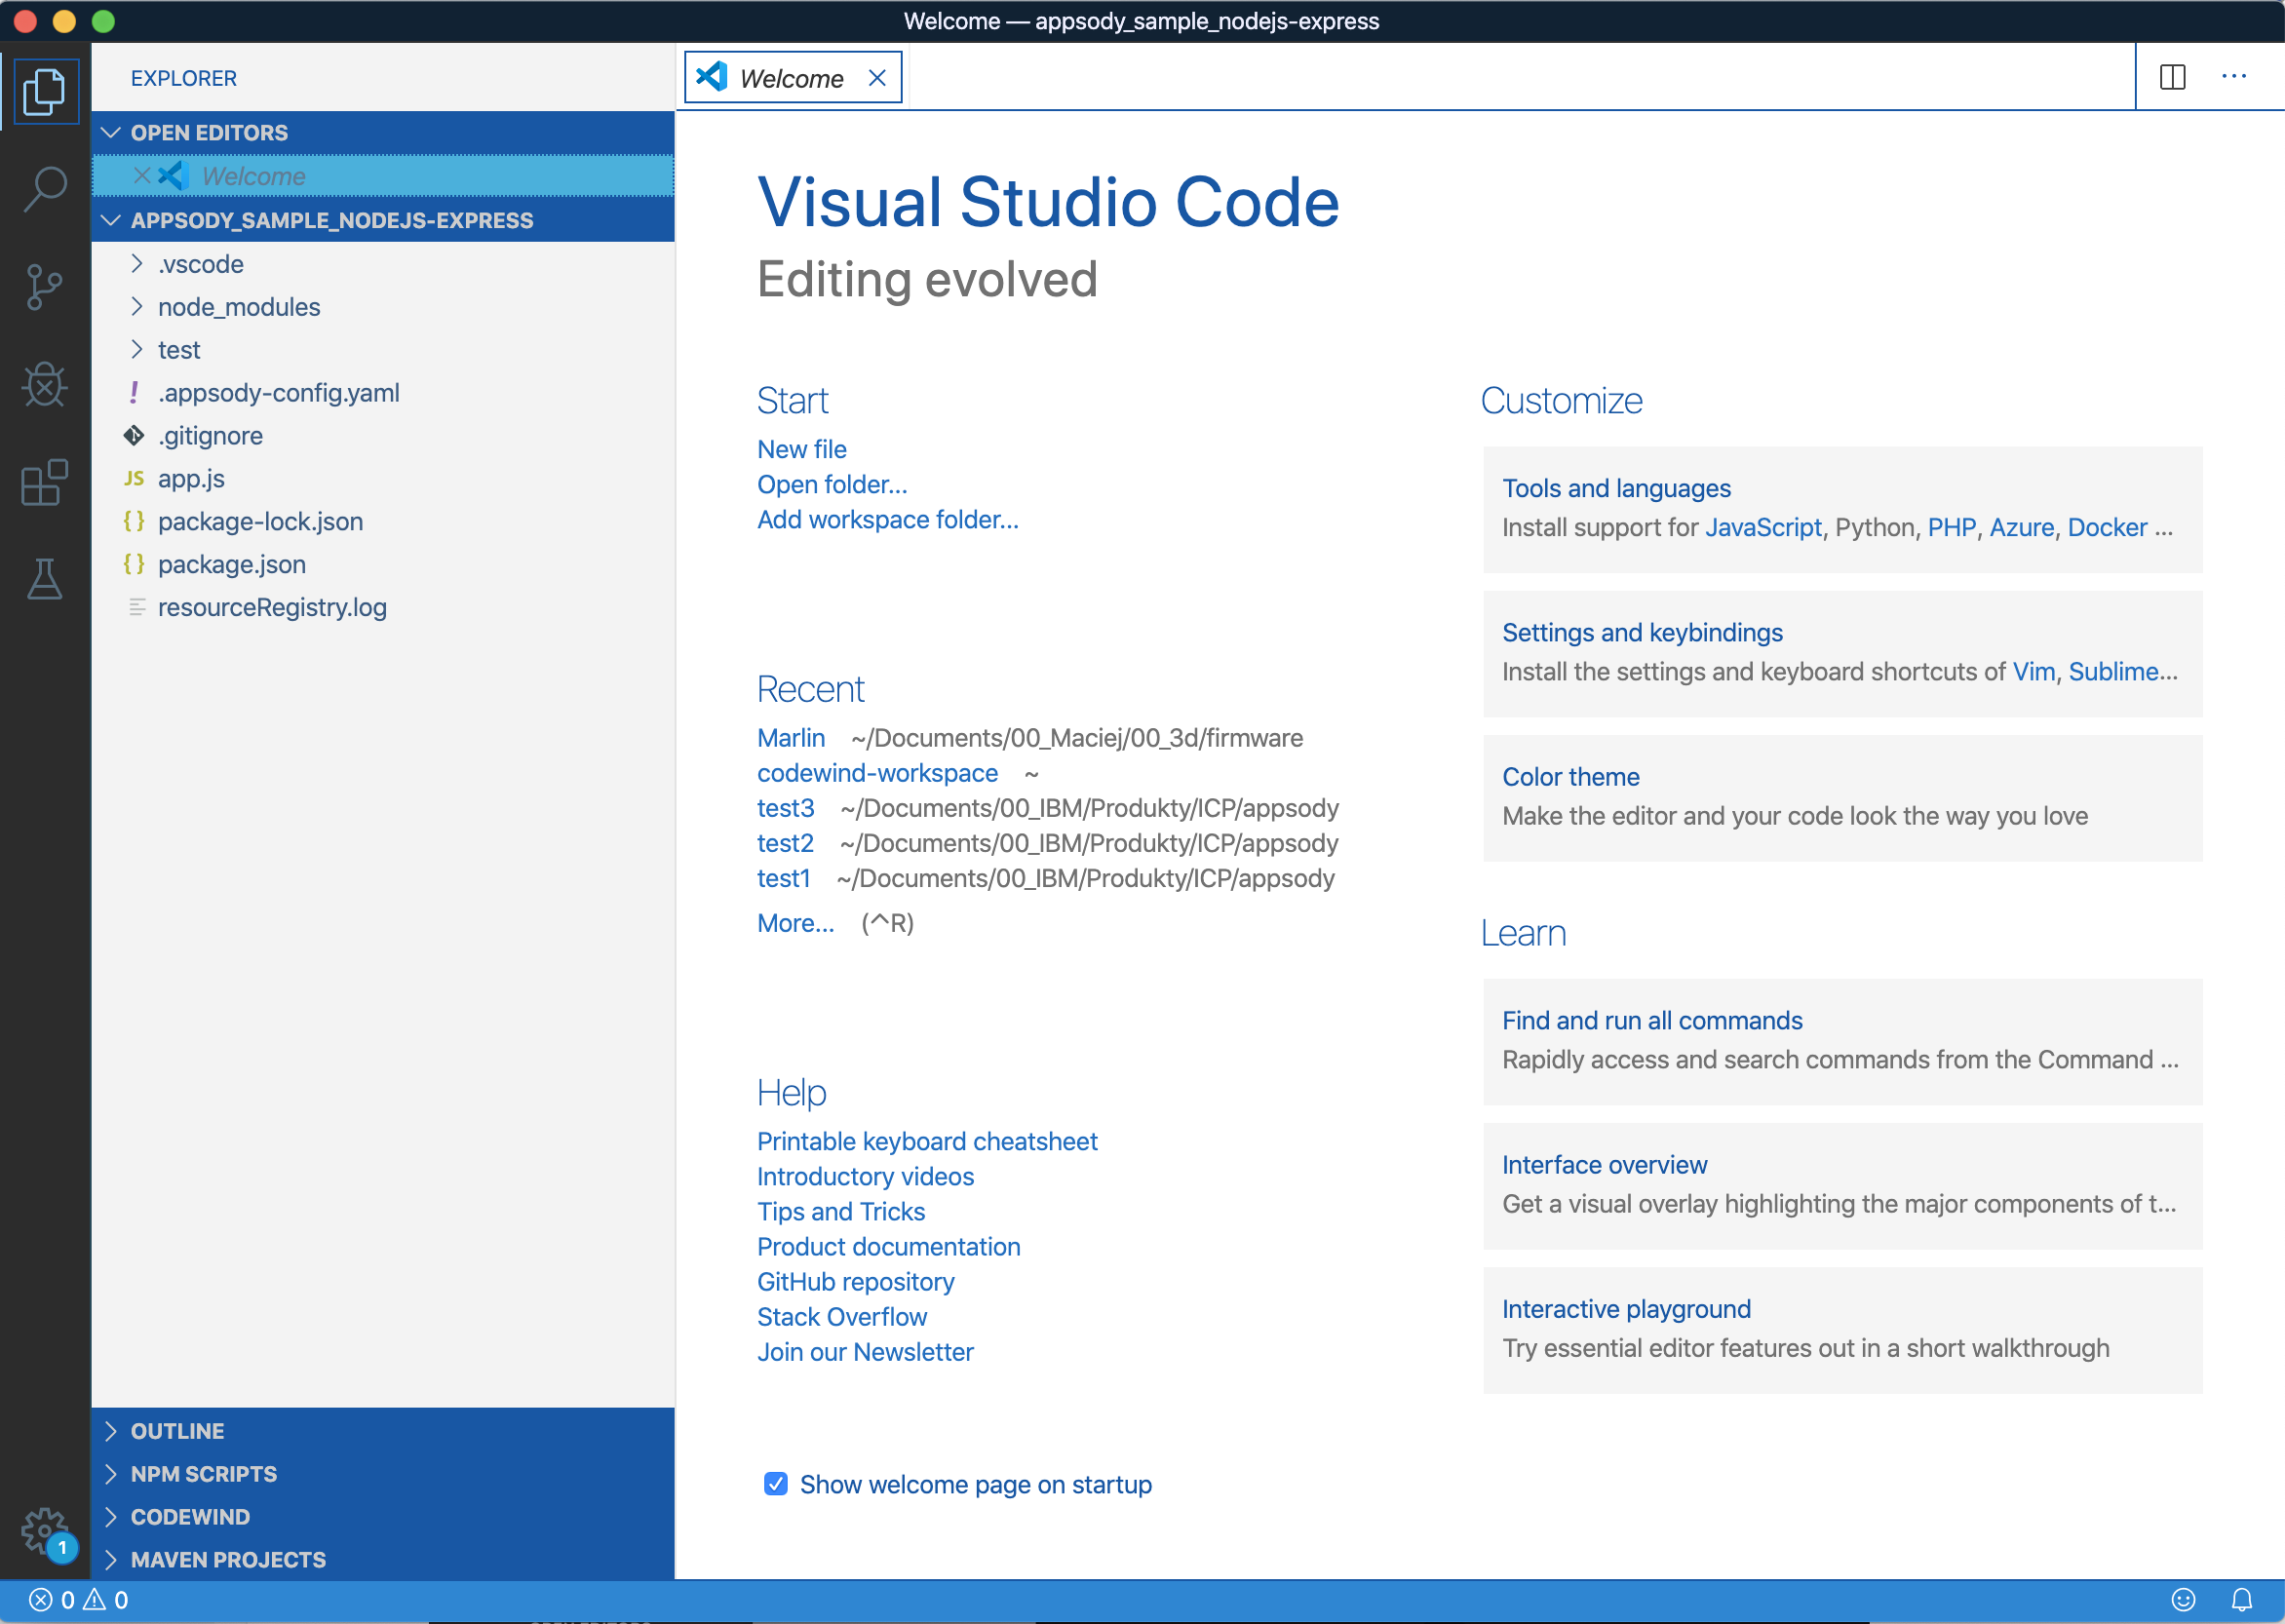 Welcome — appsody_sample_nodejs-express
EXPLORER
OPEN EDITORS
Welcome
APPSODY_SAMPLE_NODEJS-EXPRESS
.vscode
node_modules
test
! .appsody-config.yaml
.gitignore
JS app.js
{} package-lock.json
{} package.json
resourceRegistry.log
OUTLINE
NPM SCRIPTS
CODEWIND
MAVEN PROJECTS
1
Welcome
Visual Studio Code
Editing evolved
Start
New file
Open folder...
Add workspace folder...
Recent
Marlin ~/Documents/00_Maciej/00_3d/firmware
codewind-workspace ~
test3 ~/Documents/00_IBM/Produkty/ICP/appsody
test2 ~/Documents/00_IBM/Produkty/ICP/appsody
test1 ~/Documents/00_IBM/Produkty/ICP/appsody
More... (^R)
Help
Printable keyboard cheatsheet
Introductory videos
Tips and Tricks
Product documentation
GitHub repository
Stack Overflow
Join our Newsletter
Show welcome page on startup
Customize
Tools and languages
Install support for JavaScript, Python, PHP, Azure, Docker ...
Settings and keybindings
Install the settings and keyboard shortcuts of Vim, Sublime...
Color theme
Make the editor and your code look the way you love
Learn
Find and run all commands
Rapidly access and search commands from the Command ...
Interface overview
Get a visual overlay highlighting the major components of t...
Interactive playground
Try essential editor features out in a short walkthrough
0 0